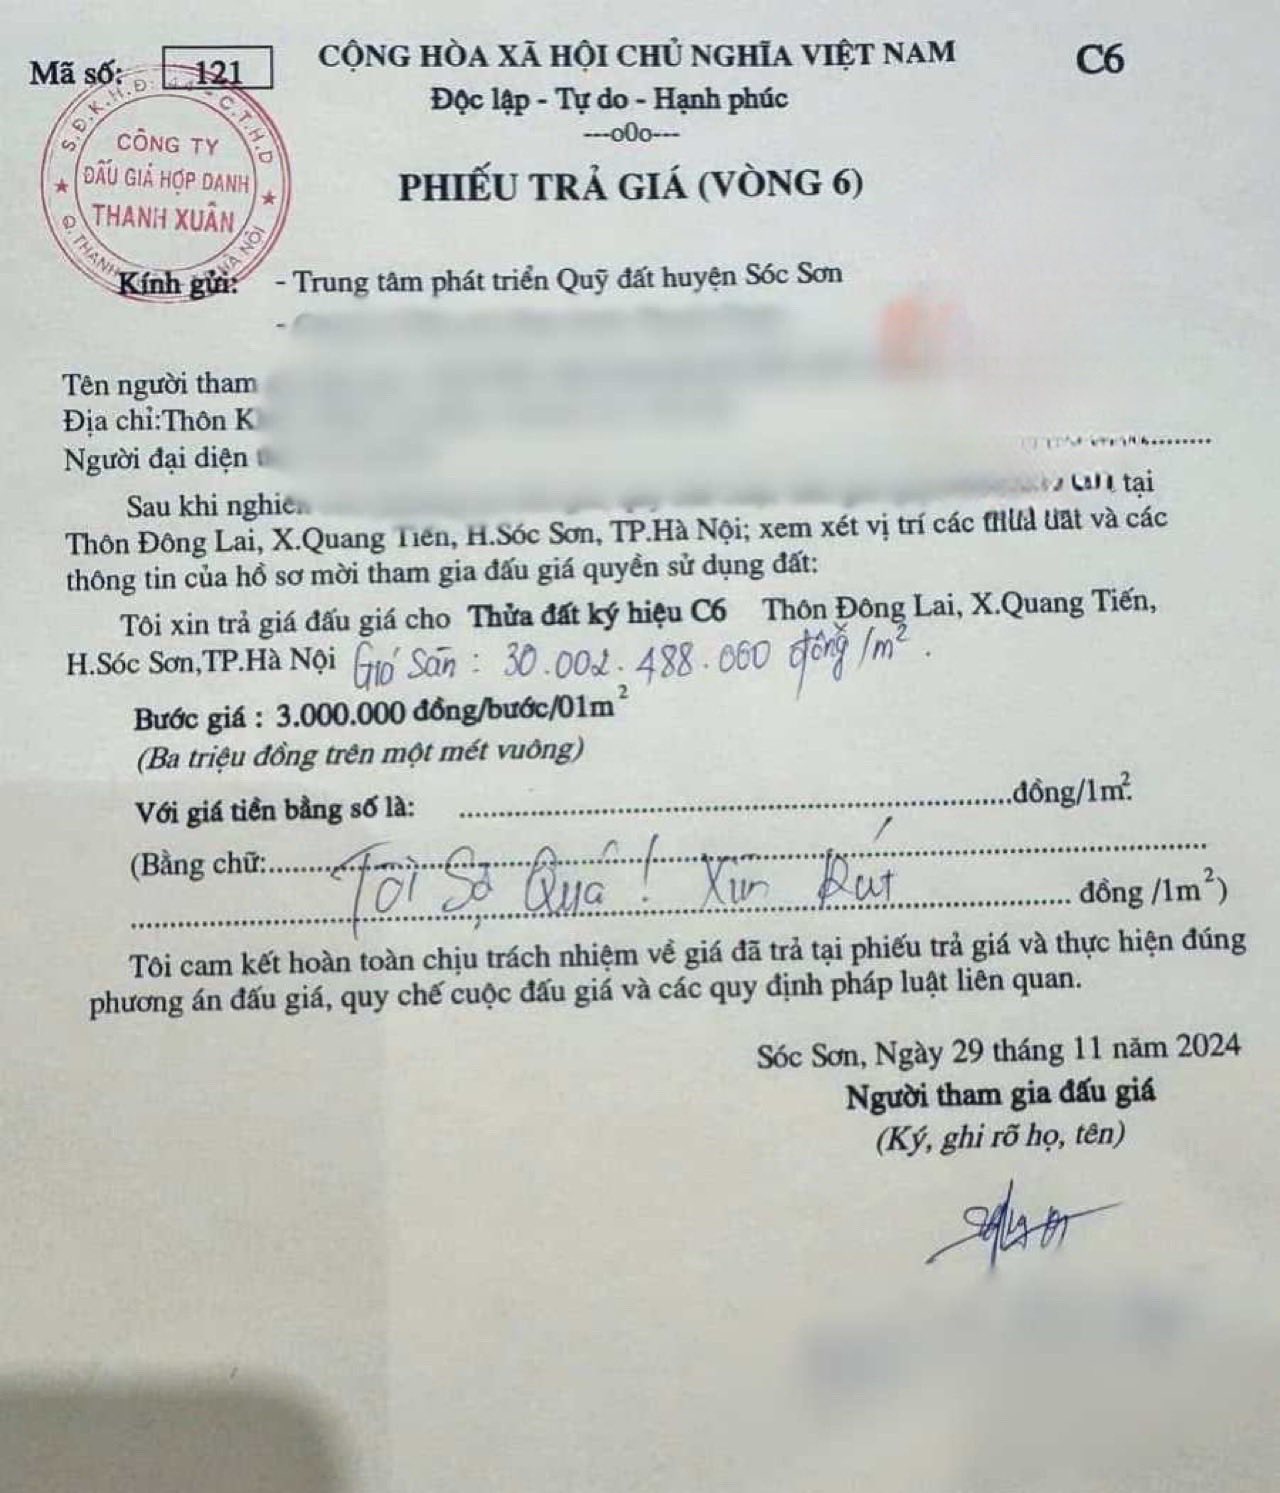 Mã số: 121
CỘNG HÒA XÃ HỘI CHỦ NGHĨA VIỆT NAM
C6
Độc lập - Tự do - Hạnh phúc
---o0o---
S.Đ.K.H.Đ: - C.T.H.D
CÔNG TY
ĐẤU GIÁ HỢP DANH
THANH XUÂN
Q. THANH HÀ NỘI
PHIẾU TRẢ GIÁ (VÒNG 6)
Kính gửi: - Trung tâm phát triển Quỹ đất huyện Sóc Sơn
-
Tên người tham
Địa chỉ:Thôn
Người đại diện
Sau khi tại
Thôn Đông Lai, X.Quang Tiến, H.Sóc Sơn, TP.Hà Nội; xem xét vị trí các thửa đất và các
thông tin của hồ sơ mời tham gia đấu giá quyền sử dụng đất:
Tôi xin trả giá đấu giá cho Thửa đất ký hiệu C6 Thôn Đông Lai, X.Quang Tiến,
H.Sóc Sơn,TP.Hà Nội Giá Sàn : 30.002.488.000 đồng/m².
Bước giá : 3.000.000 đồng/bước/01m²
(Ba triệu đồng trên một mét vuông)
Với giá tiền bằng số là: ........................đồng/1m².
(Bằng chữ:........................
Tôi Sợ Quá! Xin Rút đồng /1m²)
Tôi cam kết hoàn toàn chịu trách nhiệm về giá đã trả tại phiếu trả giá và thực hiện đúng
phương án đấu giá, quy chế cuộc đấu giá và các quy định pháp luật liên quan.
Sóc Sơn, Ngày 29 tháng 11 năm 2024
Người tham gia đấu giá
(Ký, ghi rõ họ, tên)